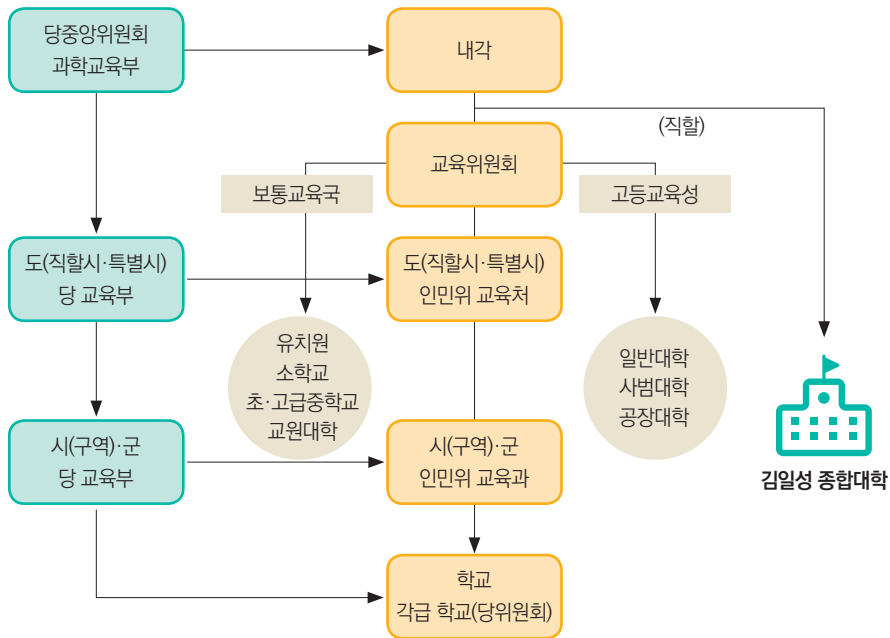 당중앙위원회
과학교육부
내각
(직할)
교육위원회
보통교육국
고등교육성
도(직할시·특별시)
당 교육부
도(직할시·특별시)
인민위 교육처
유치원
소학교
초·고급중학교
교원대학
일반대학
사범대학
공장대학
시(구역)·군
당 교육부
시(구역)·군
인민위 교육과
김일성 종합대학
학교
각급 학교(당위원회)